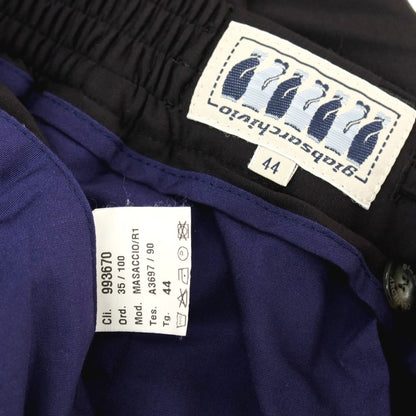 giabsarchivio
44
Cli. 993670
Ord. 35 / 100
Mod. MASACCIO/R1
Tes. A3697 / 90
Tg. 44